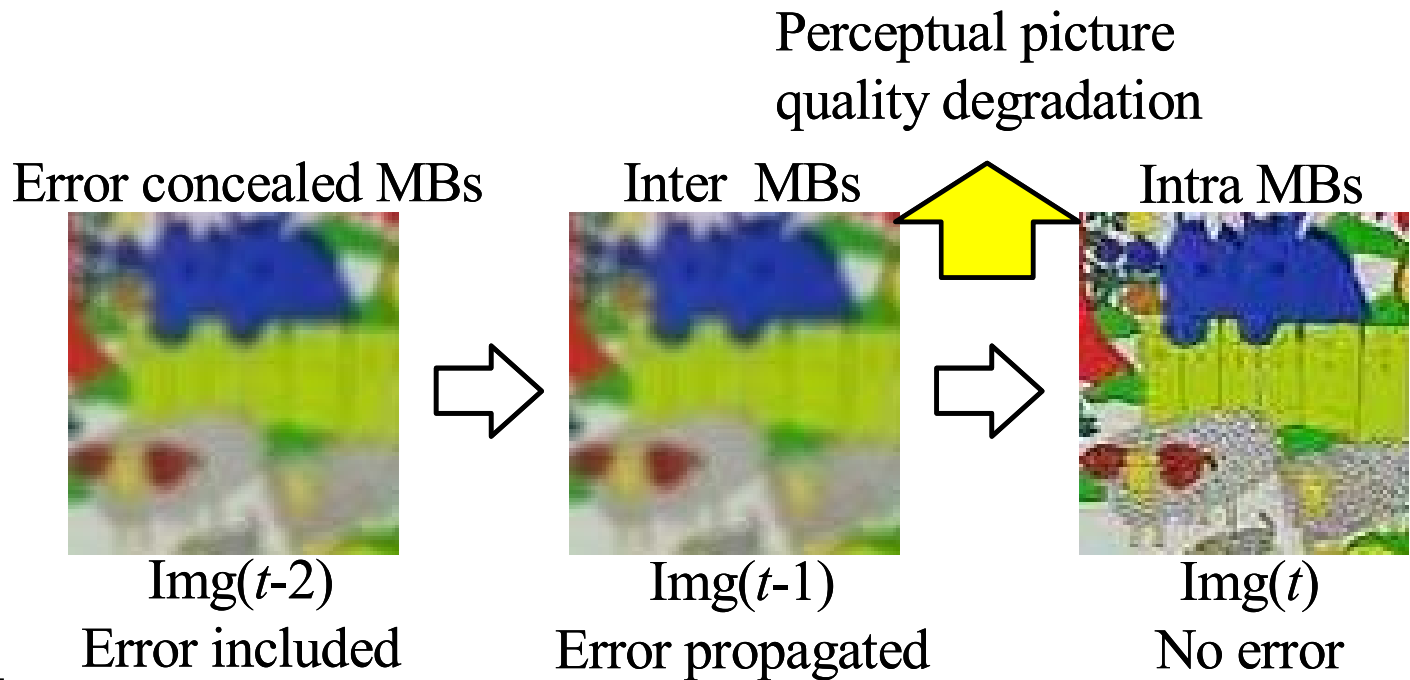 Perceptual picture
quality degradation
Error concealed MBs
Inter MBs
Intra MBs
Img(t-2)
Img(t-1)
Img(t)
Error included
Error propagated
No error